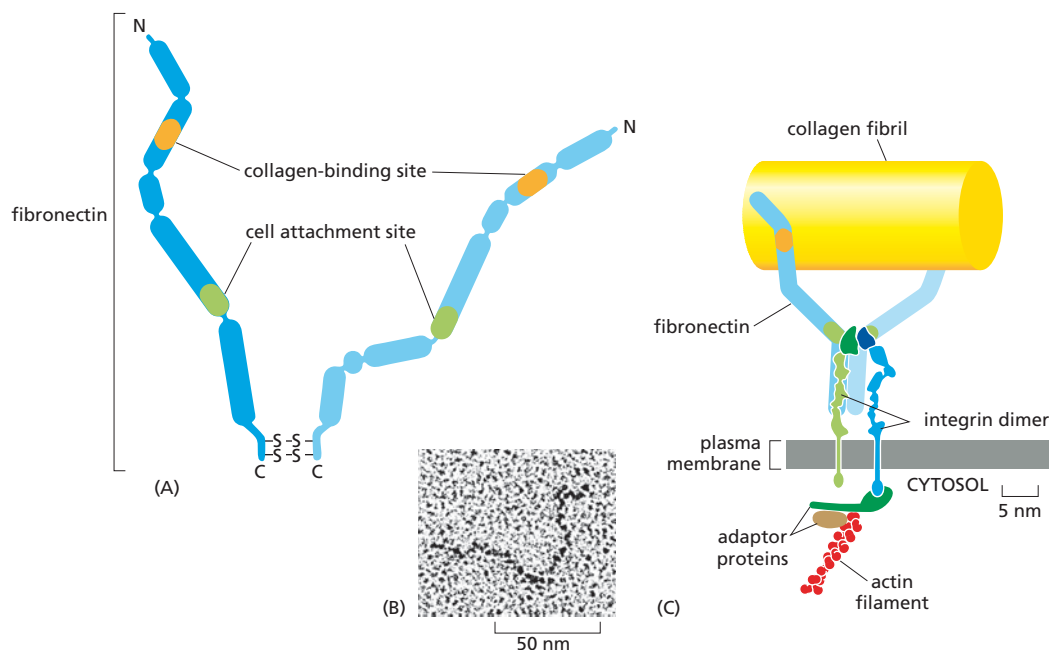 N
N
collagen-binding site
fibronectin
cell attachment site
S S
S S
C
C
(A)
(B)
50 nm
collagen fibril
fibronectin
integrin dimer
plasma
membrane
CYTOSOL
5 nm
adaptor
proteins
actin
filament
(C)